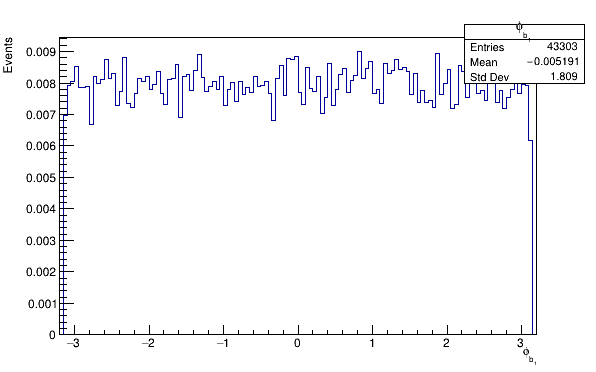 ϕ_b₁
Entries 43303
Mean −0.005191
Std Dev 1.809
Events
0.009
0.008
0.007
0.006
0.005
0.004
0.003
0.002
0.001
0
−3 −2 −1 0 1 2 3
ϕ_b₁